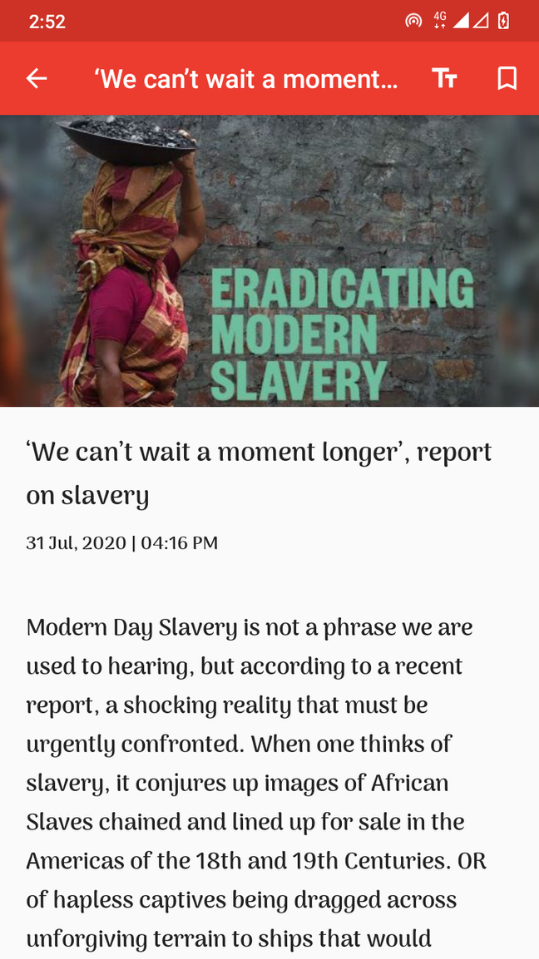 2:52
4G
‘We can’t wait a moment...
TT
ERADICATING
MODERN
SLAVERY
‘We can’t wait a moment longer’, report
on slavery
31 Jul, 2020 | 04:16 PM
Modern Day Slavery is not a phrase we are
used to hearing, but according to a recent
report, a shocking reality that must be
urgently confronted. When one thinks of
slavery, it conjures up images of African
Slaves chained and lined up for sale in the
Americas of the 18th and 19th Centuries. OR
of hapless captives being dragged across
unforgiving terrain to ships that would